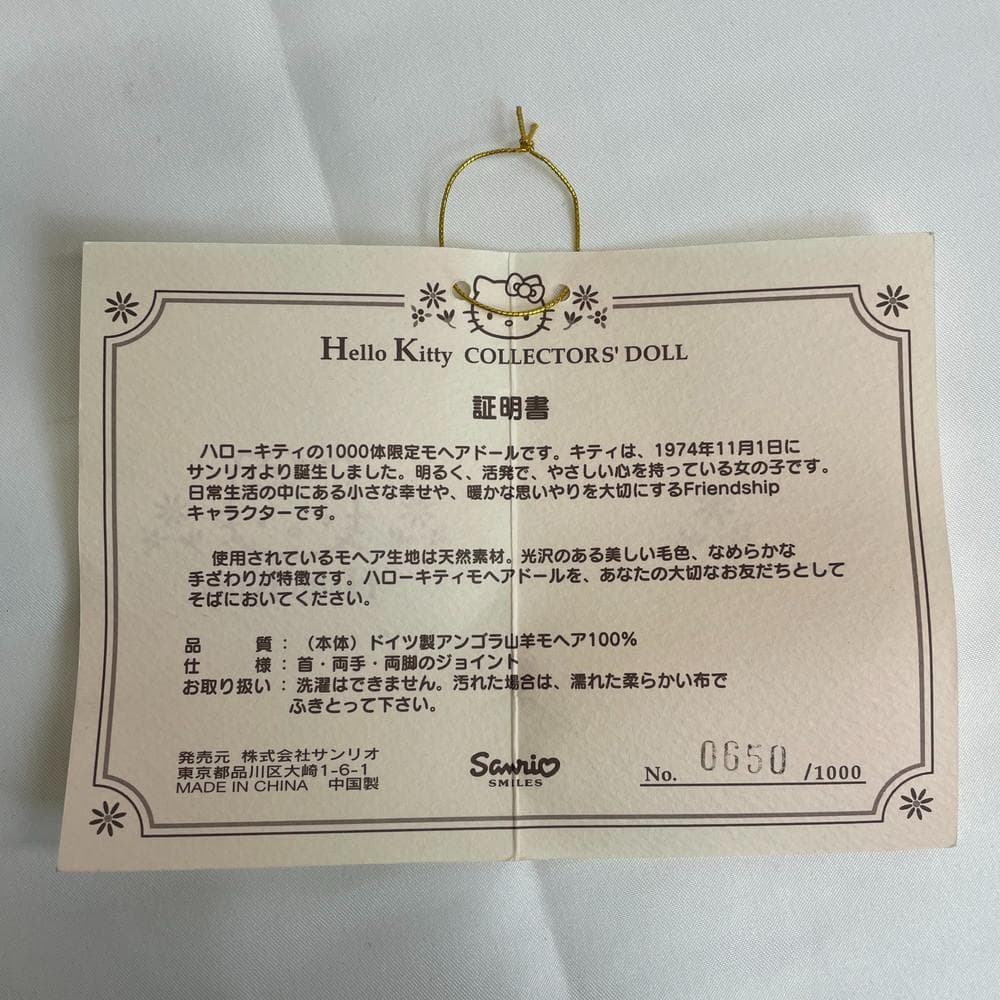 Hello Kitty COLLECTORS' DOLL
証明書
ハローキティの1000体限定モヘアドールです。キティは、1974年11月1日に
サンリオより誕生しました。明るく、活発で、やさしい心を持っている女の子です。
日常生活の中にある小さな幸せや、暖かな思いやりを大切にするFriendship
キャラクターです。
使用されているモヘア生地は天然素材。光沢のある美しい毛色、なめらかな
手ざわりが特徴です。ハローキティモヘアドールを、あなたの大切なお友だちとして
そばにおいてください。
品　　質：（本体）ドイツ製アンゴラ山羊モヘア100%
仕　　様：首・両手・両脚のジョイント
お取り扱い：洗濯はできません。汚れた場合は、濡れた柔らかい布で
ふきとって下さい。
発売元 株式会社サンリオ
東京都品川区大崎1-6-1
MADE IN CHINA 中国製
Sanrio
SMILES
No. 0650 /1000